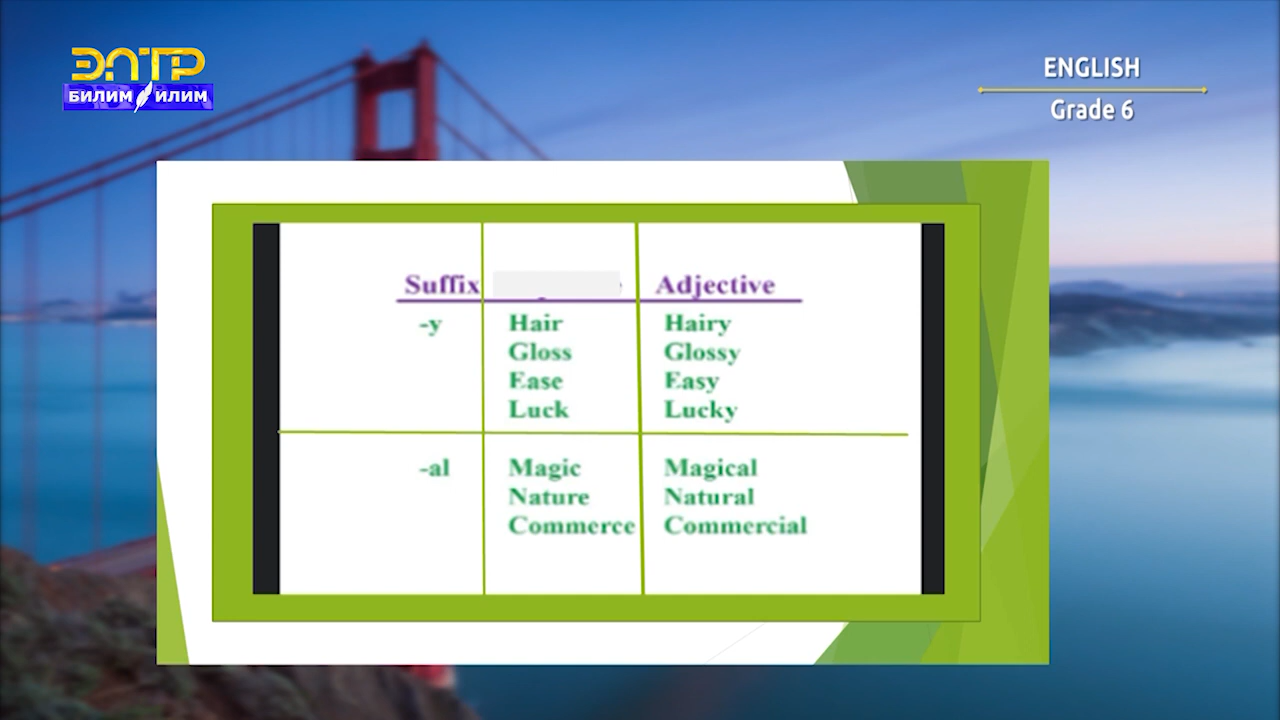 ЭЛТР
БИЛИМ ИЛИМ
ENGLISH
Grade 6
Suffix Adjective
-y Hair Hairy
Gloss Glossy
Ease Easy
Luck Lucky
-al Magic Magical
Nature Natural
Commerce Commercial